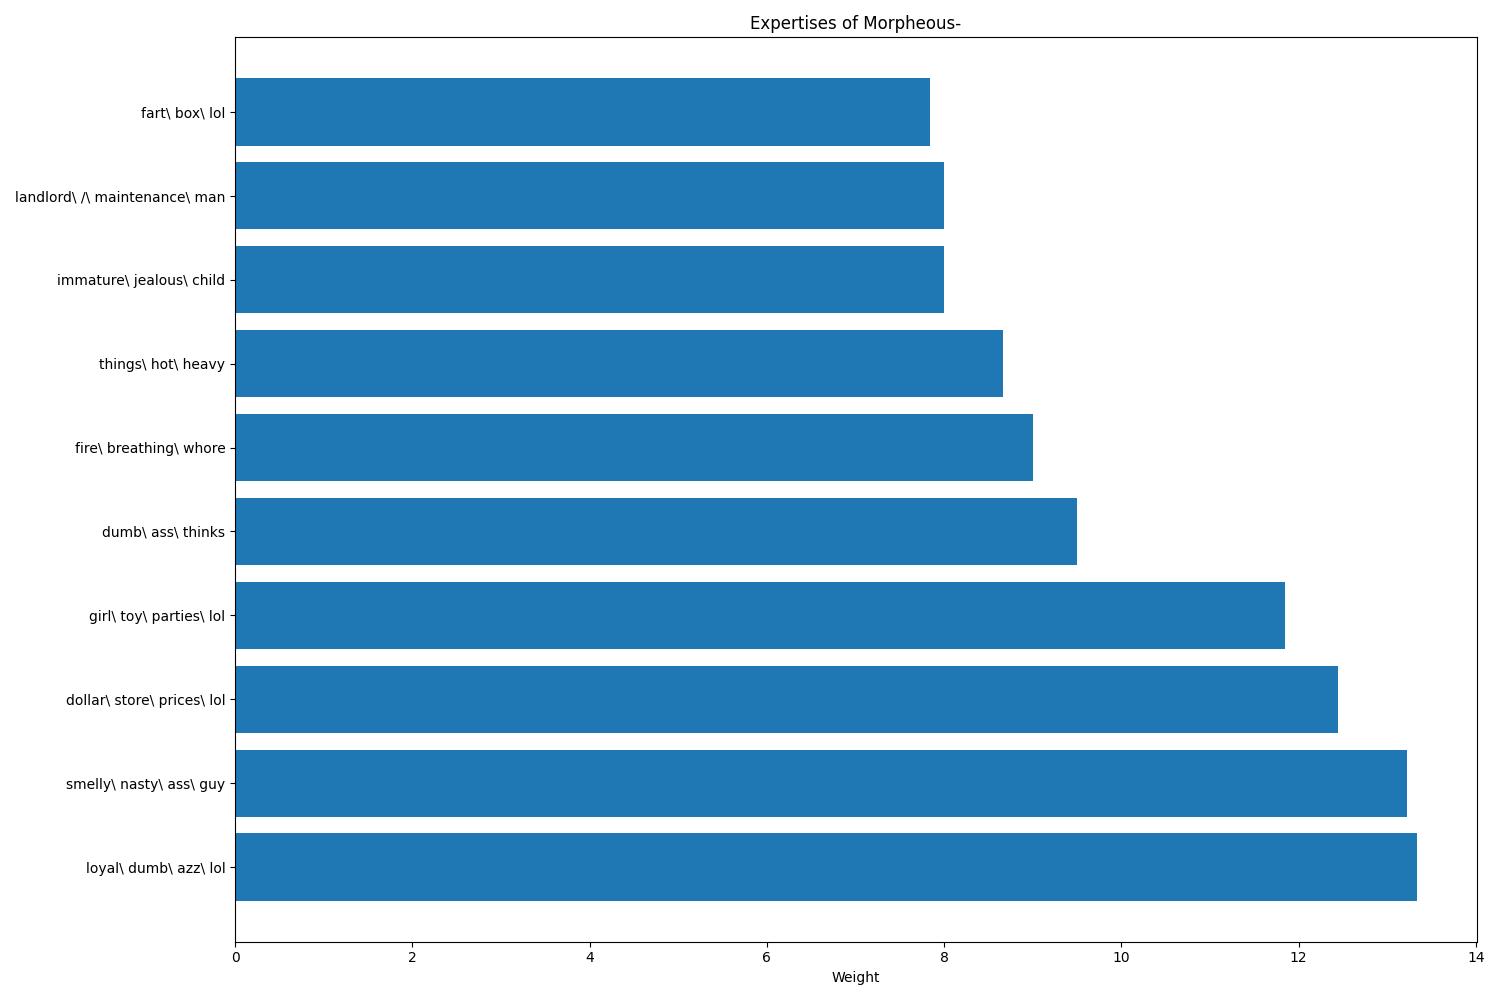 Expertises of Morpheous-
fart\ box\ lol
landlord\ /\ maintenance\ man
immature\ jealous\ child
things\ hot\ heavy
fire\ breathing\ whore
dumb\ ass\ thinks
girl\ toy\ parties\ lol
dollar\ store\ prices\ lol
smelly\ nasty\ ass\ guy
loyal\ dumb\ azz\ lol
0 2 4 6 8 10 12 14
Weight